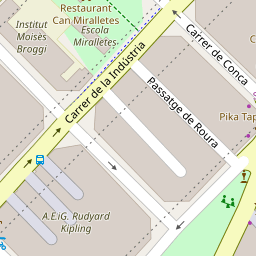 Restaurant
Can Miralletes
Escola
Miralletes
Institut
Moisès
Broggi
Carrer de la Indústria
Carrer de Conca
Passatge de Roura
Pika Tap
A.E.i G. Rudyard
Kipling